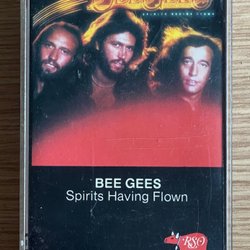 BEE GEES
SPIRITS HAVING FLOWN
BEE GEES
Spirits Having Flown
RSO